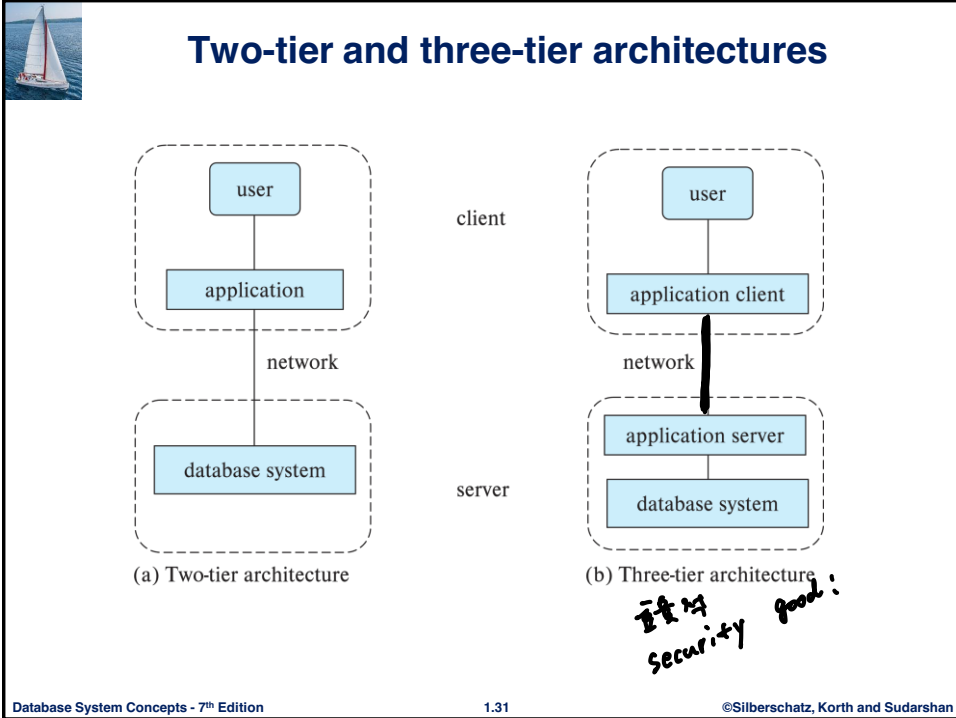 Two-tier and three-tier architectures
user
application
network
database system
(a) Two-tier architecture
client
server
user
application client
network
application server
database system
(b) Three-tier architecture
security good!
Database System Concepts - 7th Edition 1.31 ©Silberschatz, Korth and Sudarshan